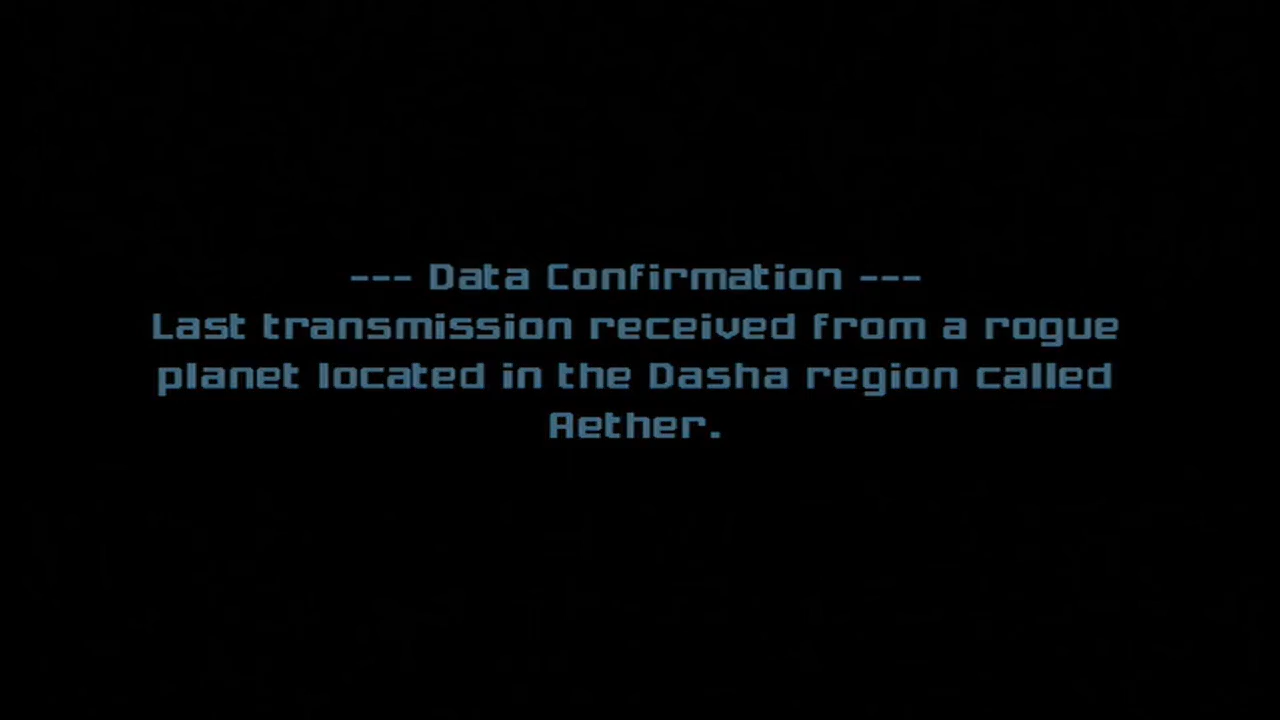 --- Data Confirmation ---
Last transmission received from a rogue
planet located in the Dasha region called
Aether.